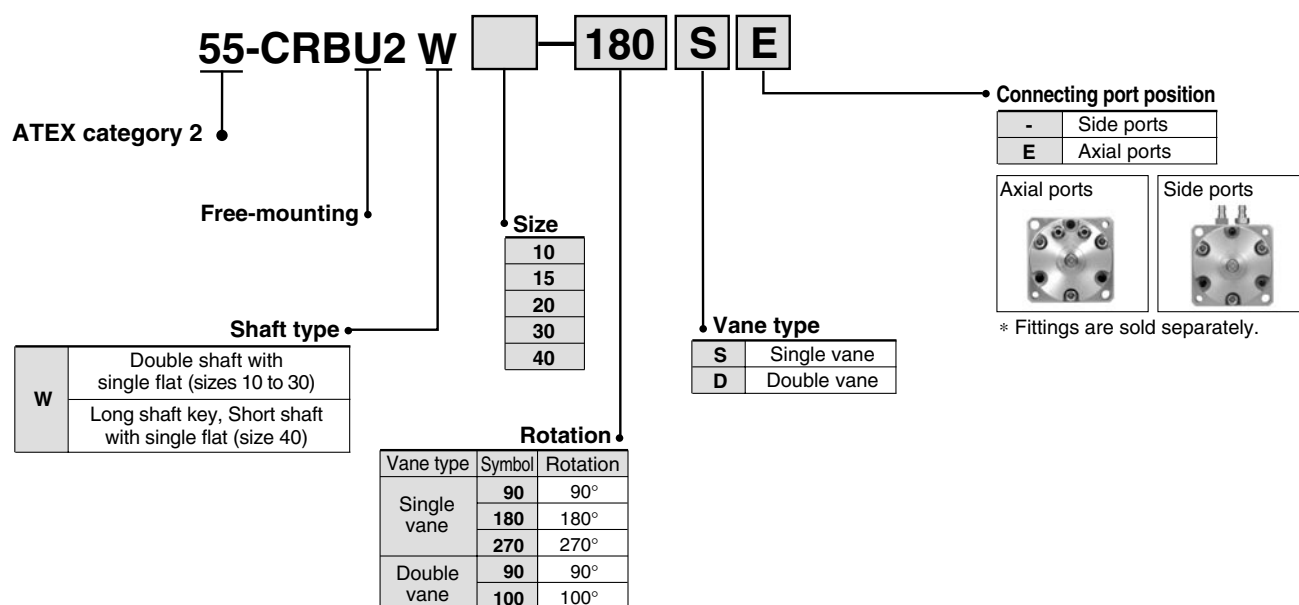 55-CRBU2 W - 180 S E
ATEX category 2
Free-mounting
Shaft type
W
Double shaft with
single flat (sizes 10 to 30)
Long shaft key, Short shaft
with single flat (size 40)
Size
10
15
20
30
40
Rotation
Vane type Symbol Rotation
Single
vane
90 90°
180 180°
270 270°
Double
vane
90 90°
100 100°
Vane type
S Single vane
D Double vane
Connecting port position
- Side ports
E Axial ports
Axial ports
Side ports
* Fittings are sold separately.